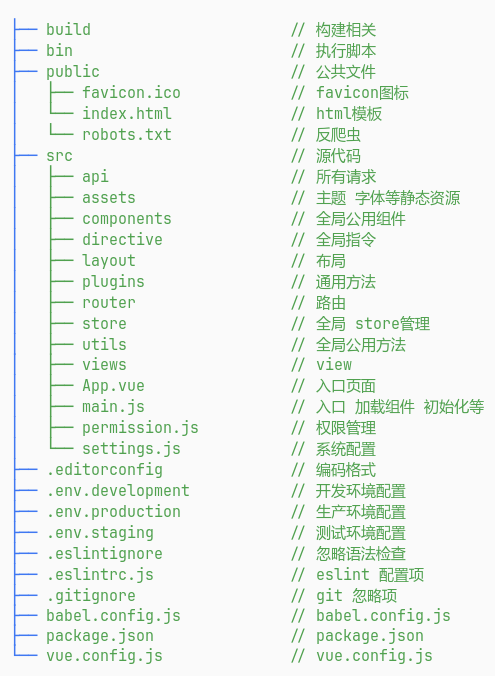 ├── build                      // 构建相关
├── bin                        // 执行脚本
├── public                     // 公共文件
│   ├── favicon.ico            // favicon图标
│   └── index.html             // html模板
│   └── robots.txt             // 反爬虫
├── src                        // 源代码
│   ├── api                    // 所有请求
│   ├── assets                 // 主题 字体等静态资源
│   ├── components             // 全局公用组件
│   ├── directive              // 全局指令
│   ├── layout                 // 布局
│   ├── plugins                // 通用方法
│   ├── router                 // 路由
│   ├── store                  // 全局 store管理
│   ├── utils                  // 全局公用方法
│   ├── views                  // view
│   ├── App.vue                // 入口页面
│   ├── main.js                // 入口 加载组件 初始化等
│   ├── permission.js          // 权限管理
│   └── settings.js            // 系统配置
├── .editorconfig              // 编码格式
├── .env.development           // 开发环境配置
├── .env.production            // 生产环境配置
├── .env.staging               // 测试环境配置
├── .eslintignore              // 忽略语法检查
├── .eslintrc.js               // eslint 配置项
├── .gitignore                 // git 忽略项
├── babel.config.js            // babel.config.js
├── package.json               // package.json
└── vue.config.js              // vue.config.js